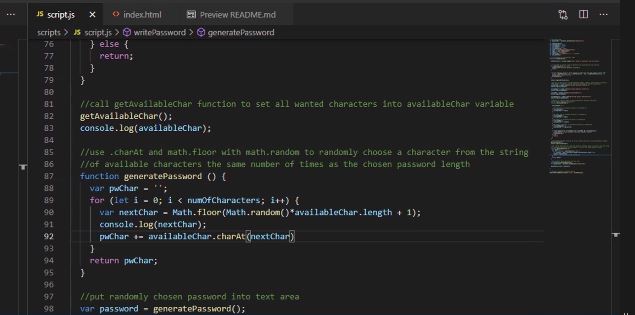 JS script.js × <> index.html Preview README.md
scripts > JS script.js > writePassword > generatePassword
76 } else {
77 return;
78 }
79 }
80
81 //call getAvailableChar function to set all wanted characters into availableChar variable
82 getAvailableChar();
83 console.log(availableChar);
84
85 //use .charAt and math.floor with math.random to randomly choose a character from the string
86 //of available characters the same number of times as the chosen password length
87 function generatePassword () {
88 var pwChar = '';
89 for (let i = 0; i < numOfCharacters; i++) {
90 var nextChar = Math.floor(Math.random()*availableChar.length + 1);
91 console.log(nextChar);
92 pwChar += availableChar.charAt(nextChar)
93 }
94 return pwChar;
95 }
96
97 //put randomly chosen password into text area
98 var password = generatePassword();